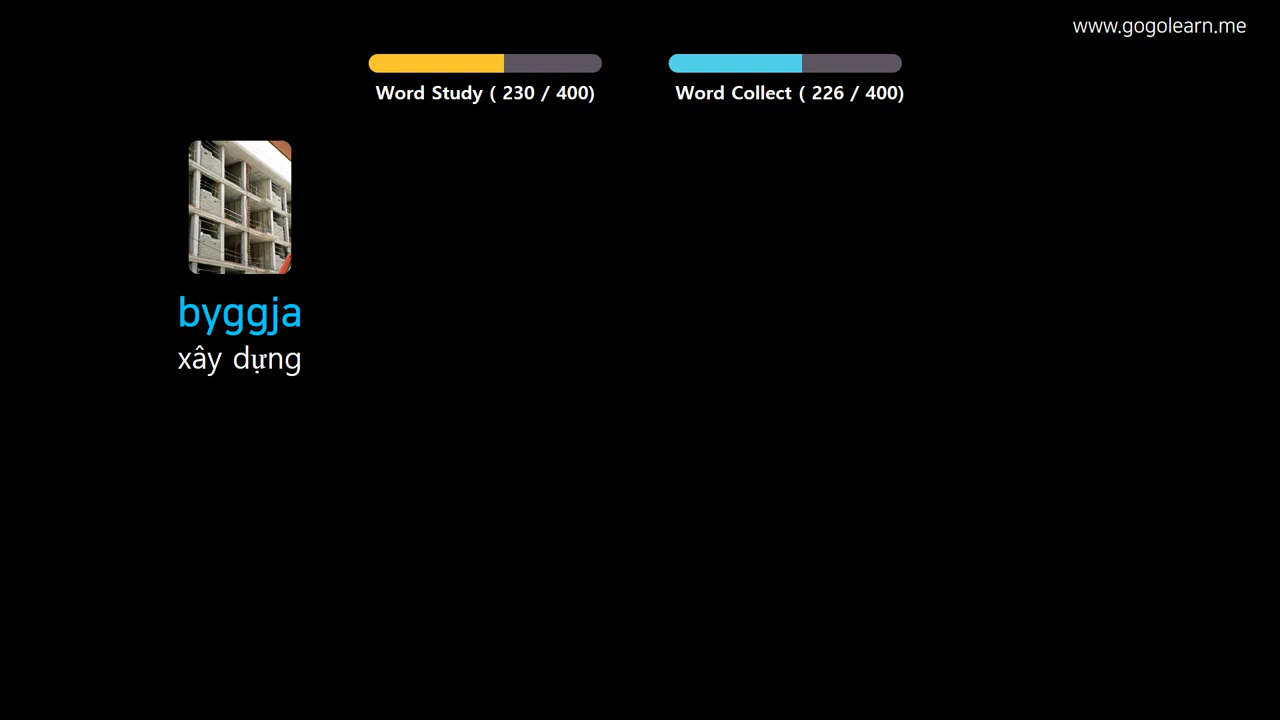 www.gogolearn.me
Word Study ( 230 / 400)
Word Collect ( 226 / 400)
byggja
xây dựng